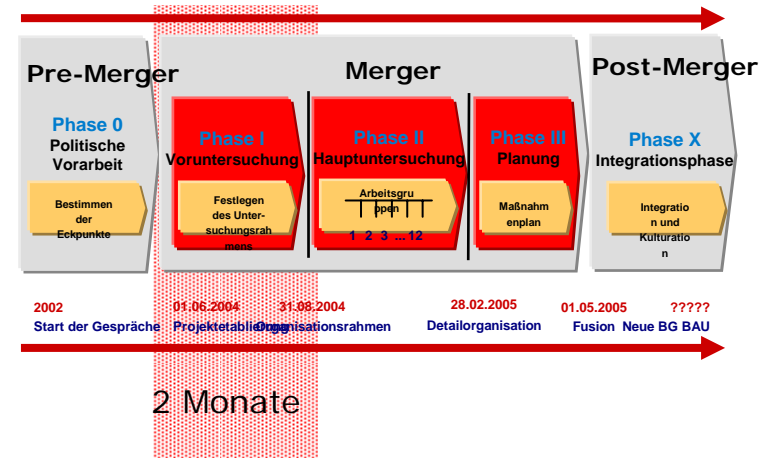 Pre-Merger
Merger
Post-Merger
Phase 0
Politische
Vorarbeit
Bestimmen
der
Eckpunkte
Phase I
Voruntersuchung
Festlegen
des Unter-
suchungsrah
mens
Phase II
Hauptuntersuchung
Arbeitsgru
ppen
1 2 3 ... 12
Phase III
Planung
Maßnahm
enplan
Phase X
Integrationsphase
Integratio
n und
Kulturatio
n
2002
Start der Gespräche
01.06.2004
Projektetablierung
31.08.2004
Organisationsrahmen
28.02.2005
Detailorganisation
01.05.2005
Fusion
?????
Neue BG BAU
2 Monate